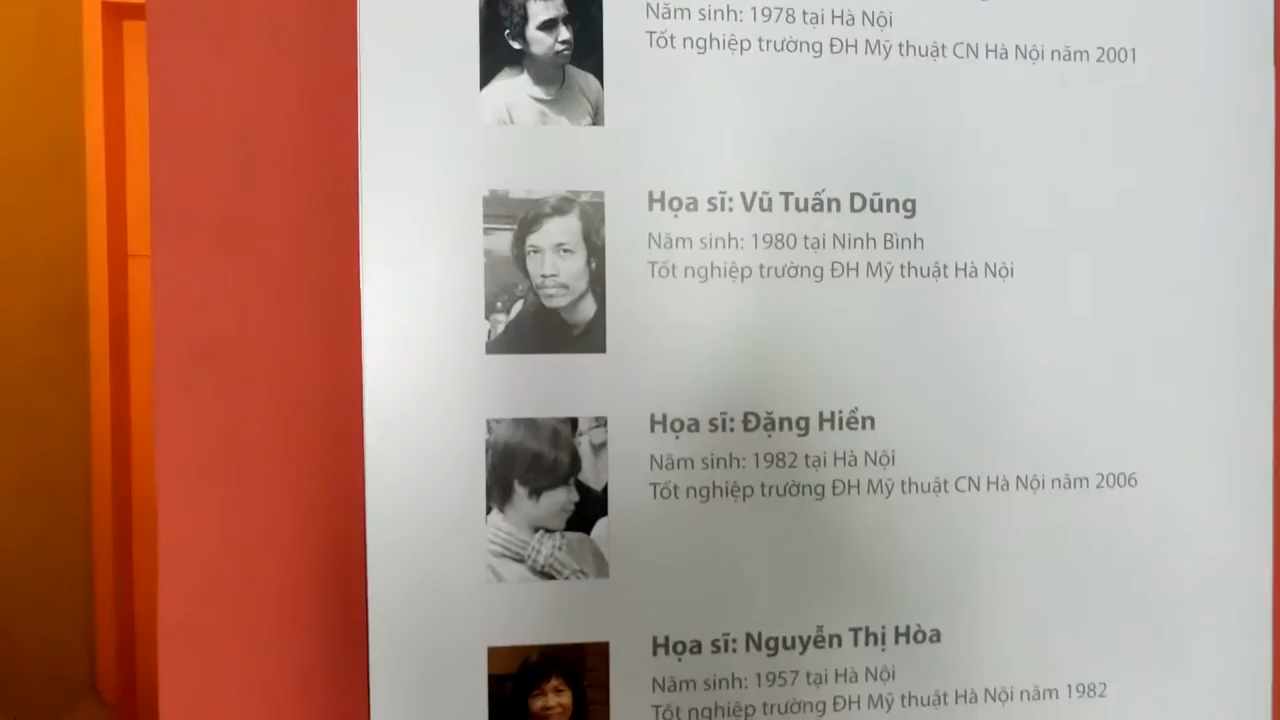 Năm sinh: 1978 tại Hà Nội
Tốt nghiệp trường ĐH Mỹ thuật CN Hà Nội năm 2001
Họa sĩ: Vũ Tuấn Dũng
Năm sinh: 1980 tại Ninh Bình
Tốt nghiệp trường ĐH Mỹ thuật Hà Nội
Họa sĩ: Đặng Hiển
Năm sinh: 1982 tại Hà Nội
Tốt nghiệp trường ĐH Mỹ thuật CN Hà Nội năm 2006
Họa sĩ: Nguyễn Thị Hòa
Năm sinh: 1957 tại Hà Nội
Tốt nghiệp trường ĐH Mỹ thuật Hà Nội năm 1982